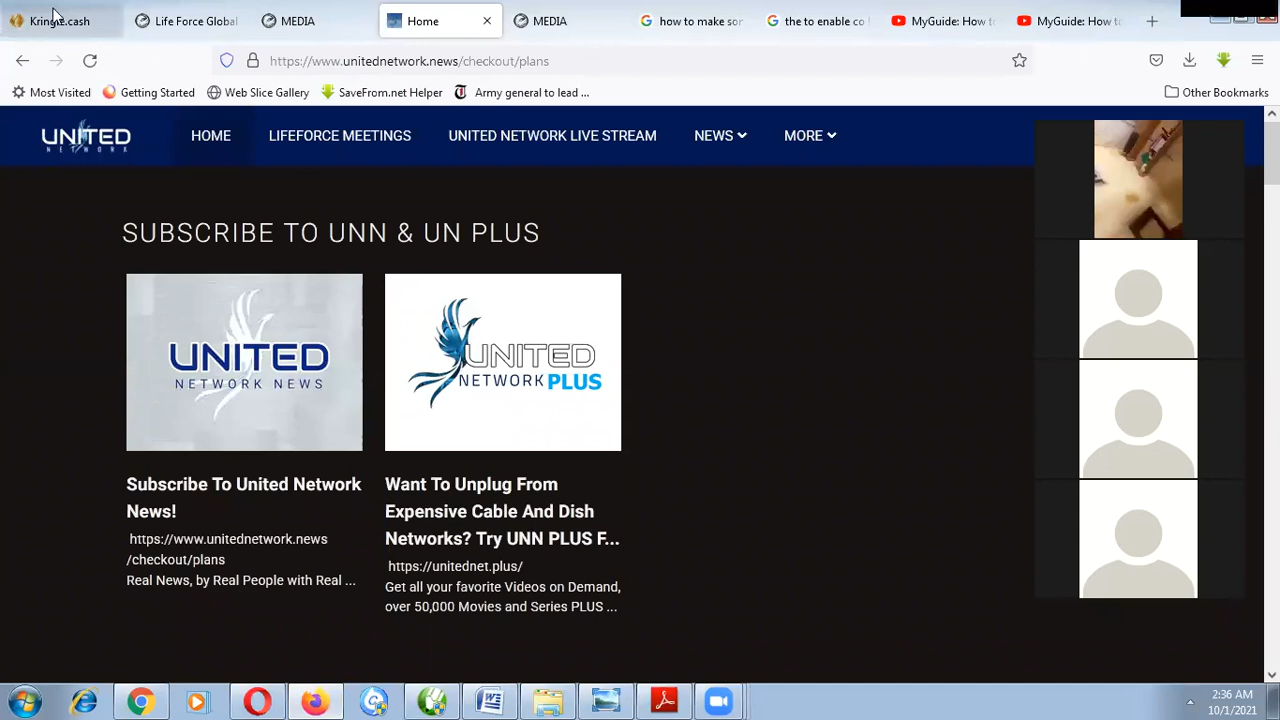 Kringle.cash
Life Force Global
MEDIA
Home
MEDIA
how to make son
the to enable co
MyGuide: How to
MyGuide: How to
https://www.unitednetwork.news/checkout/plans
Most Visited
Getting Started
Web Slice Gallery
SaveFrom.net Helper
Army general to lead ...
Other Bookmarks
UNITED
NETWORK
HOME
LIFEFORCE MEETINGS
UNITED NETWORK LIVE STREAM
NEWS
MORE
SUBSCRIBE TO UNN & UN PLUS
UNITED
NETWORK NEWS
UNITED
NETWORK PLUS
Subscribe To United Network
News!
https://www.unitednetwork.news
/checkout/plans
Real News, by Real People with Real ...
Want To Unplug From
Expensive Cable And Dish
Networks? Try UNN PLUS F...
https://unitednet.plus/
Get all your favorite Videos on Demand,
over 50,000 Movies and Series PLUS ...
2:36 AM
10/1/2021